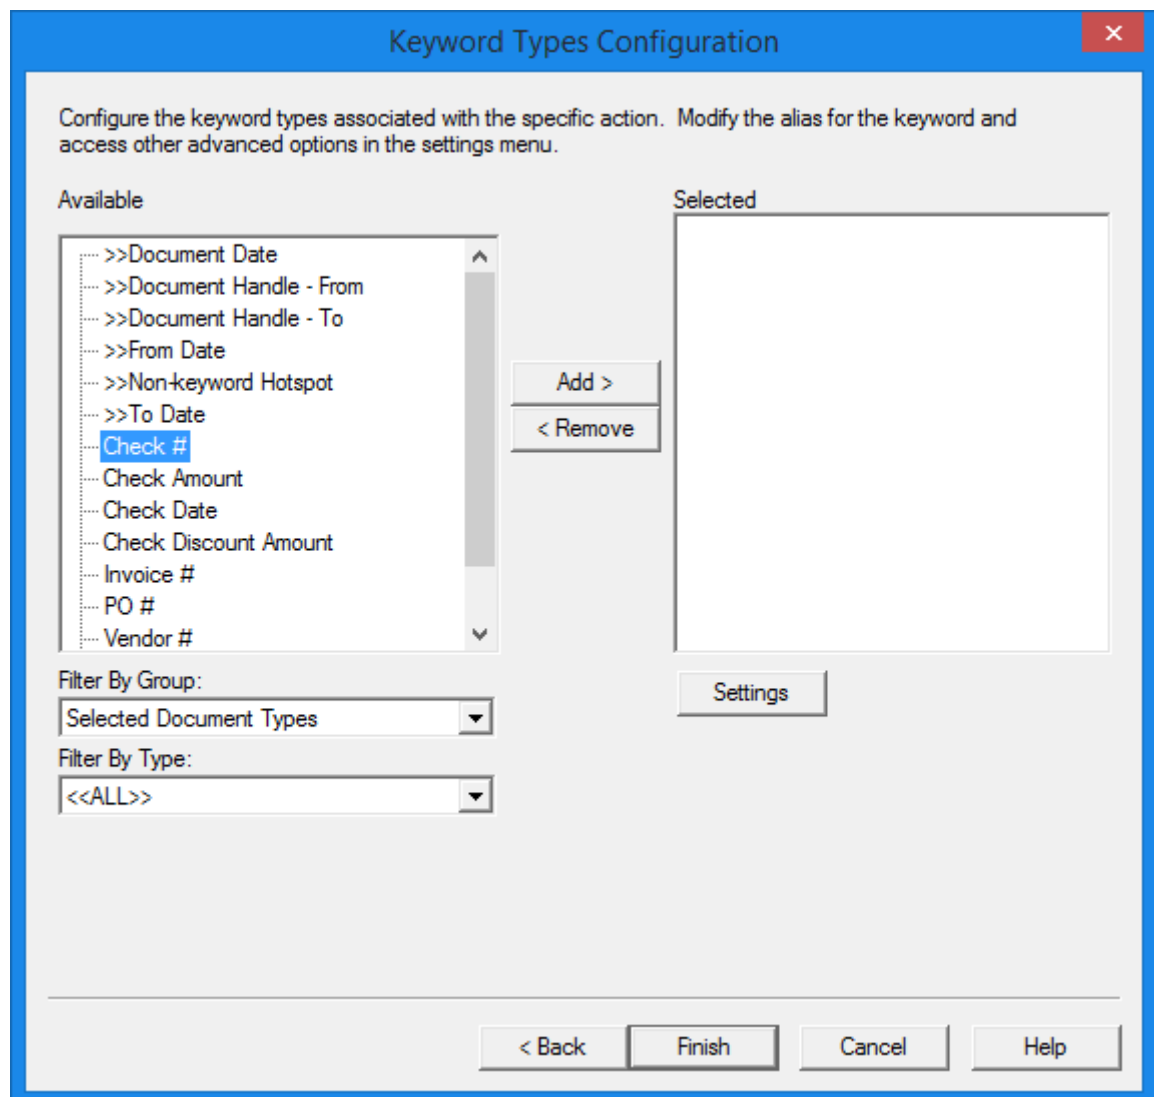 Keyword Types Configuration
Configure the keyword types associated with the specific action.  Modify the alias for the keyword and
access other advanced options in the settings menu.
Available
Selected
>>Document Date
>>Document Handle - From
>>Document Handle - To
>>From Date
>>Non-keyword Hotspot
>>To Date
Check #
Check Amount
Check Date
Check Discount Amount
Invoice #
PO #
Vendor #
Add >
< Remove
Filter By Group:
Selected Document Types
Filter By Type:
<<ALL>>
Settings
< Back
Finish
Cancel
Help